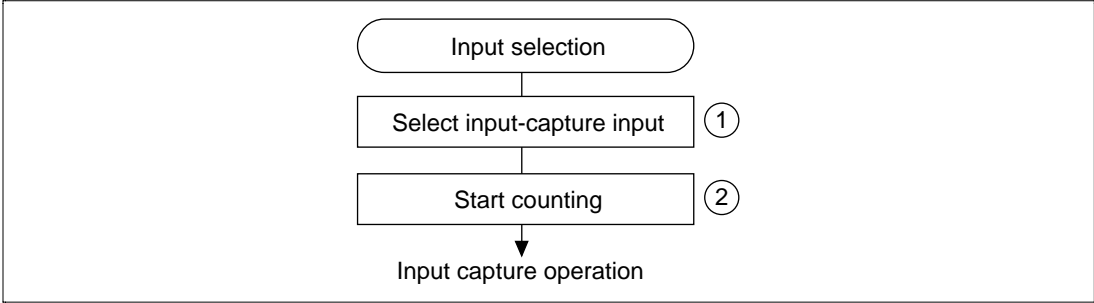 Input selection
Select input-capture input ①
Start counting ②
Input capture operation